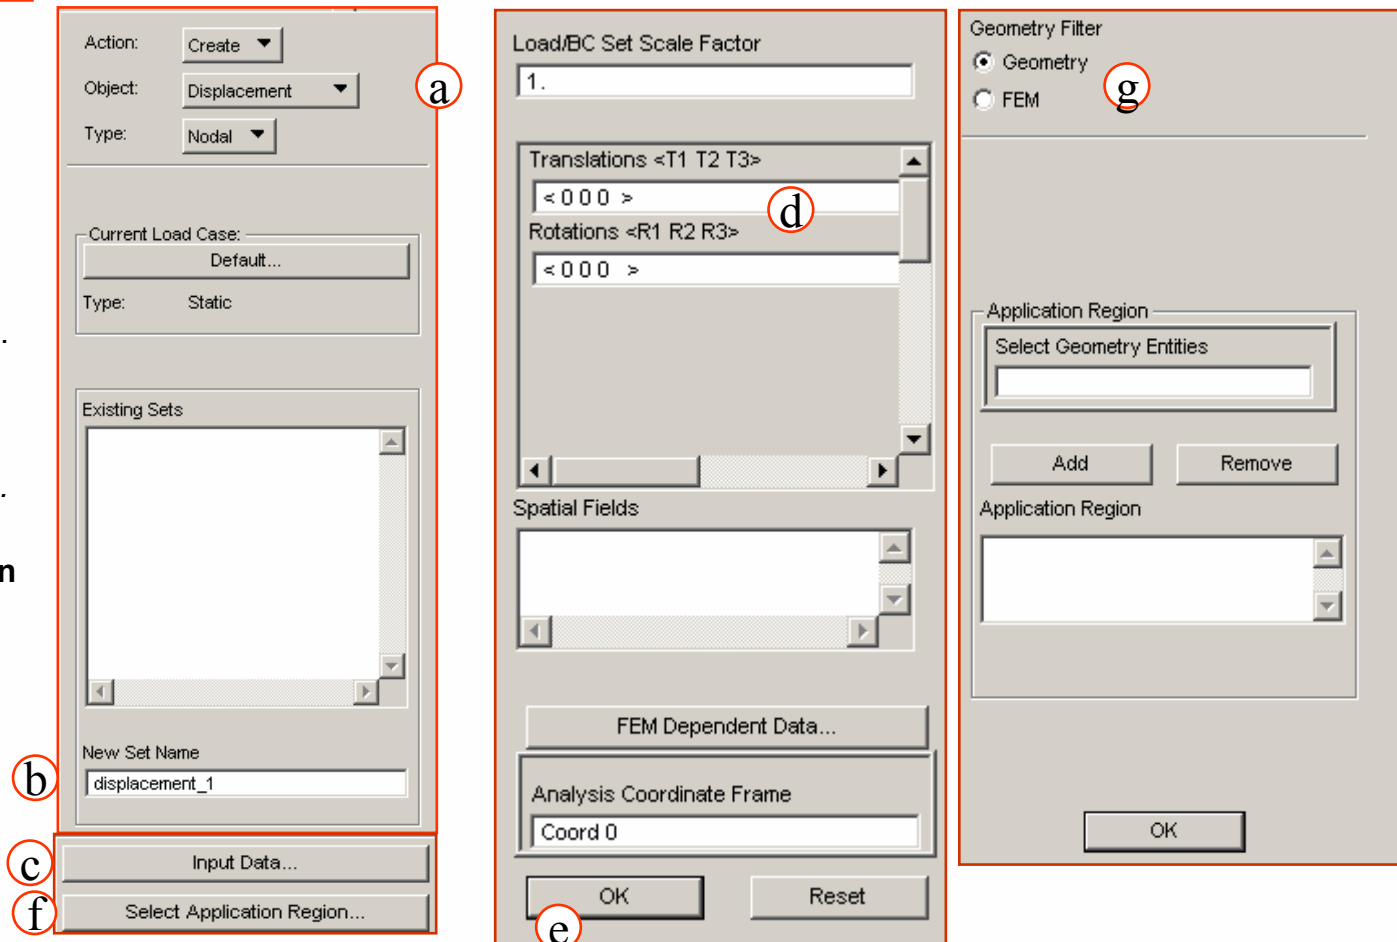 Action:
Create
Object:
Displacement
Type:
Nodal
a
Current Load Case:
Default...
Type:
Static
Existing Sets
New Set Name
b
displacement_1
c
Input Data...
f
Select Application Region...
.
.
n
Load/BC Set Scale Factor
1.
Translations <T1 T2 T3>
< 0 0 0 >
d
Rotations <R1 R2 R3>
< 0 0 0 >
Spatial Fields
FEM Dependent Data...
Analysis Coordinate Frame
Coord 0
OK
Reset
e
Geometry Filter
Geometry
FEM
g
Application Region
Select Geometry Entities
Add
Remove
Application Region
OK